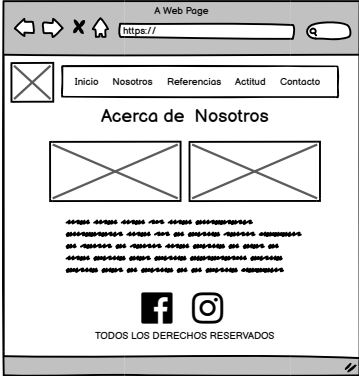 A Web Page
https://
Inicio Nosotros Referencias Actitud Contacto
Acerca de Nosotros
TODOS LOS DERECHOS RESERVADOS